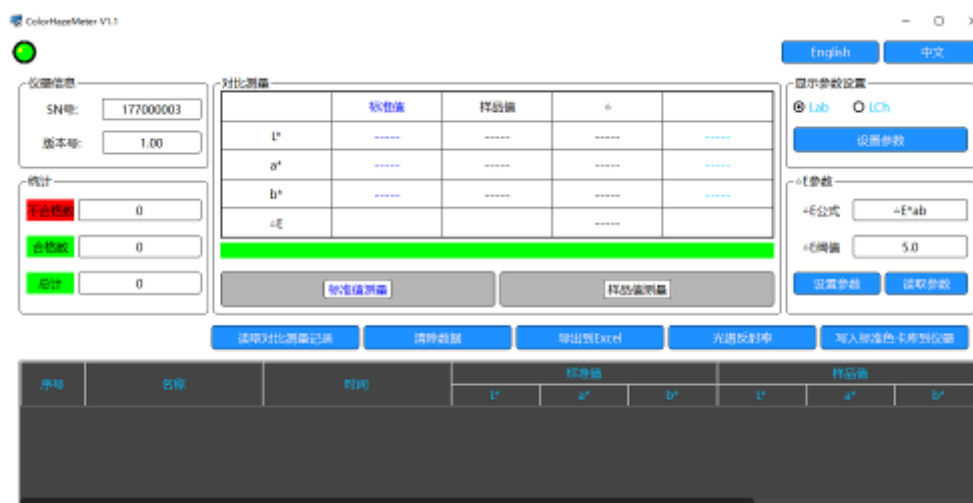 ColorHazeMeter V1.1
English 中文
仪器信息
SN号: 177000003
版本号: 1.00
统计
不合格数 0
合格数 0
总计 0
对比测量
标准值 样品值 △
L* ----- ----- ----- -----
a* ----- ----- ----- -----
b* ----- ----- ----- -----
△E -----
标准值测量 样品值测量
显示参数设置
Lab LCh
设置参数
△E参数
△E公式 △E*ab
△E阈值 5.0
设置参数 读取参数
读取对比测量记录 清除数据 导出到Excel 光谱反射率 写入标准色卡库到仪器
序号 名称 时间 标准值 样品值
L* a* b* L* a* b*